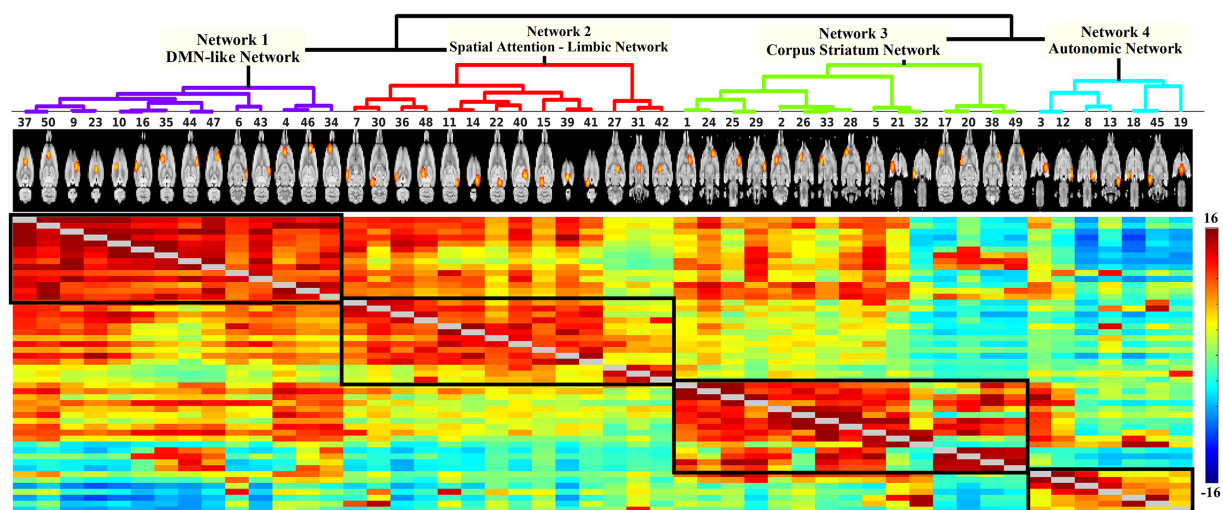 Network 1
DMN-like Network
Network 2
Spatial Attention - Limbic Network
Network 3
Corpus Striatum Network
Network 4
Autonomic Network
37 50 9 23 10 16 35 44 47 6 43 4 46 34 7 30 36 48 11 14 22 40 15 39 41 27 31 42 1 24 25 29 2 26 33 28 5 21 32 17 20 38 49 3 12 8 13 18 45 19
16
-16